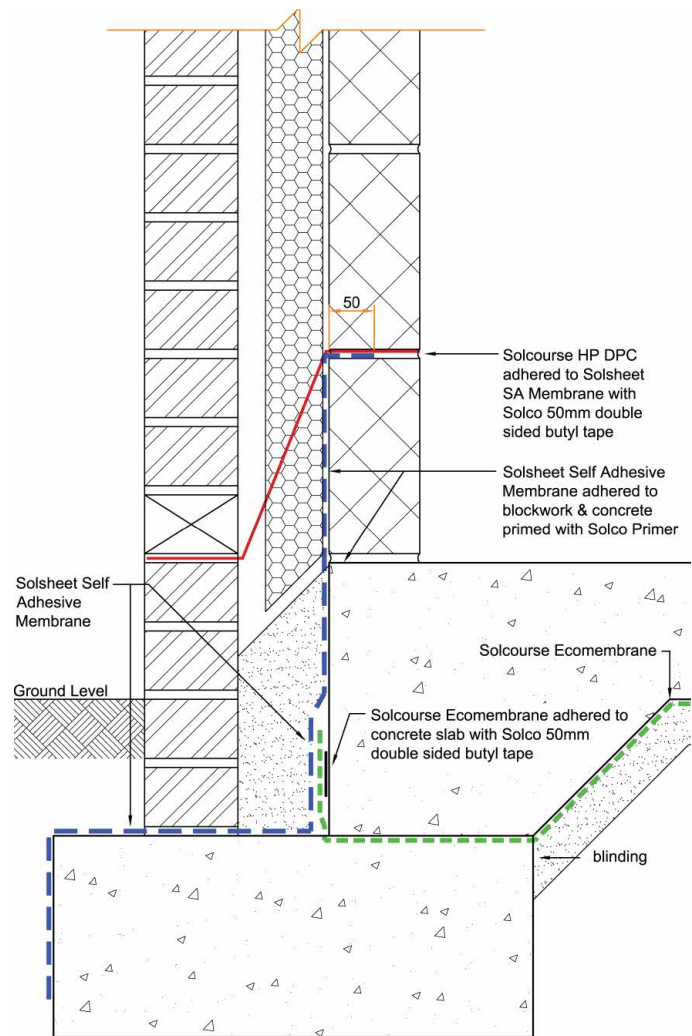 50
Solcourse HP DPC
adhered to Solsheet
SA Membrane with
Solco 50mm double
sided butyl tape
Solsheet Self Adhesive
Membrane adhered to
blockwork & concrete
primed with Solco Primer
Solsheet Self
Adhesive
Membrane
Solcourse Ecomembrane
Ground Level
Solcourse Ecomembrane adhered to
concrete slab with Solco 50mm
double sided butyl tape
blinding